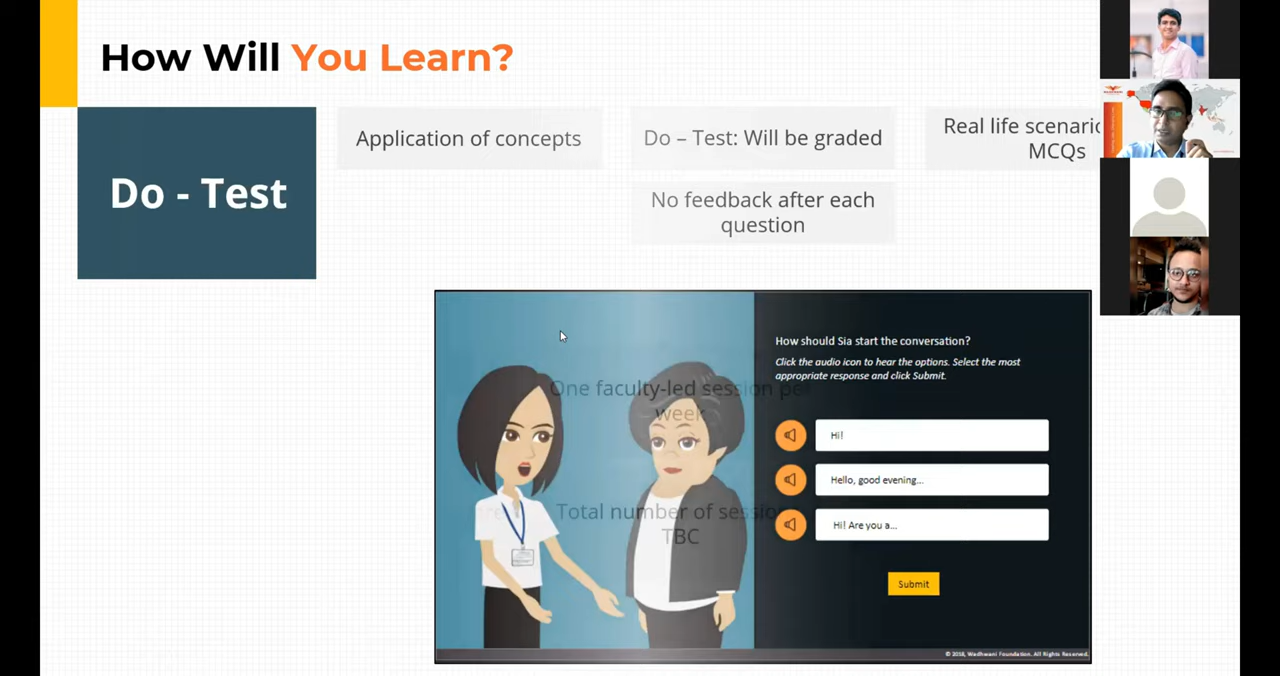 How Will You Learn?
Do - Test
Application of concepts
Do – Test: Will be graded
Real life scenario
MCQs
No feedback after each
question
One faculty-led session per
week
Total number of sessions
TBC
How should Sia start the conversation?
Click the audio icon to hear the options. Select the most
appropriate response and click Submit.
Hi!
Hello, good evening...
Hi! Are you a...
Submit
© 2018, Wadhwani Foundation. All Rights Reserved.